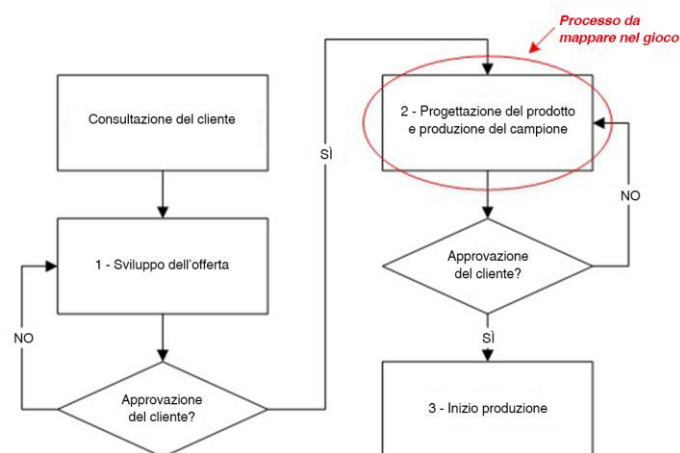 Processo da
mappare nel gioco
Consultazione del cliente
2 - Progettazione del prodotto
e produzione del campione
SÌ
NO
1 - Sviluppo dell'offerta
Approvazione
del cliente?
NO
SÌ
Approvazione
del cliente?
3 - Inizio produzione